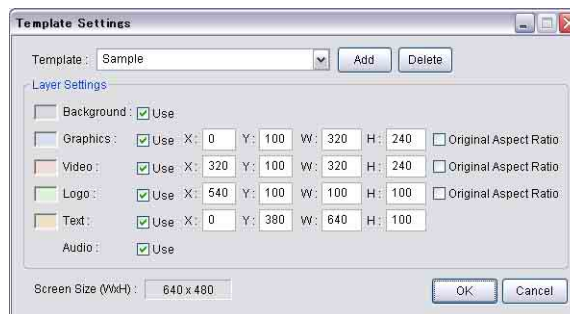 Template Settings
Template : Sample Add Delete
Layer Settings
Background : Use
Graphics : Use X : 0 Y : 100 W : 320 H : 240 Original Aspect Ratio
Video : Use X : 320 Y : 100 W : 320 H : 240 Original Aspect Ratio
Logo : Use X : 540 Y : 100 W : 100 H : 100 Original Aspect Ratio
Text : Use X : 0 Y : 380 W : 640 H : 100
Audio : Use
Screen Size (WxH) : 640 x 480 OK Cancel